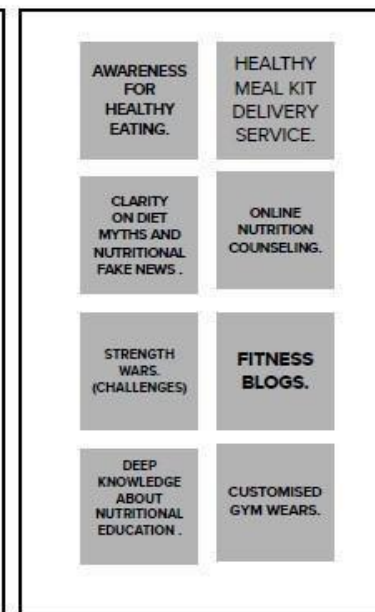 AWARENESS
FOR
HEALTHY
EATING.
HEALTHY
MEAL KIT
DELIVERY
SERVICE.
CLARITY
ON DIET
MYTHS AND
NUTRITIONAL
FAKE NEWS .
ONLINE
NUTRITION
COUNSELING.
STRENGTH
WARS.
(CHALLENGES)
FITNESS
BLOGS.
DEEP
KNOWLEDGE
ABOUT
NUTRITIONAL
EDUCATION .
CUSTOMISED
GYM WEARS.